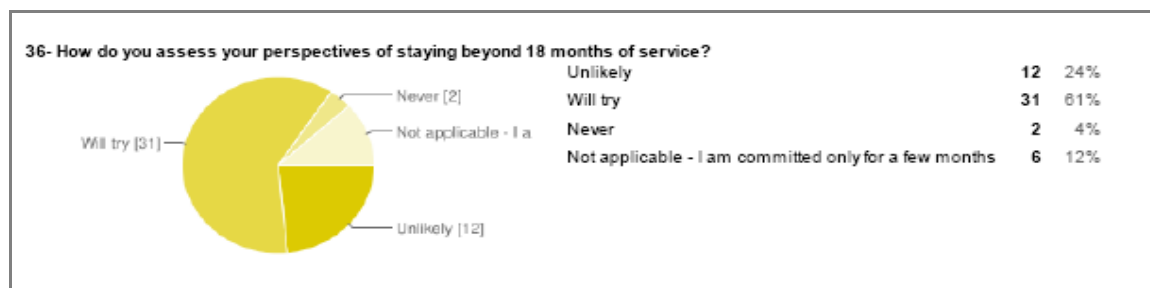 36- How do you assess your perspectives of staying beyond 18 months of service?
Unlikely 12 24%
Will try 31 61%
Never 2 4%
Not applicable - I am committed only for a few months 6 12%
Never [2]
Not applicable - I a
Will try [31]
Unlikely [12]